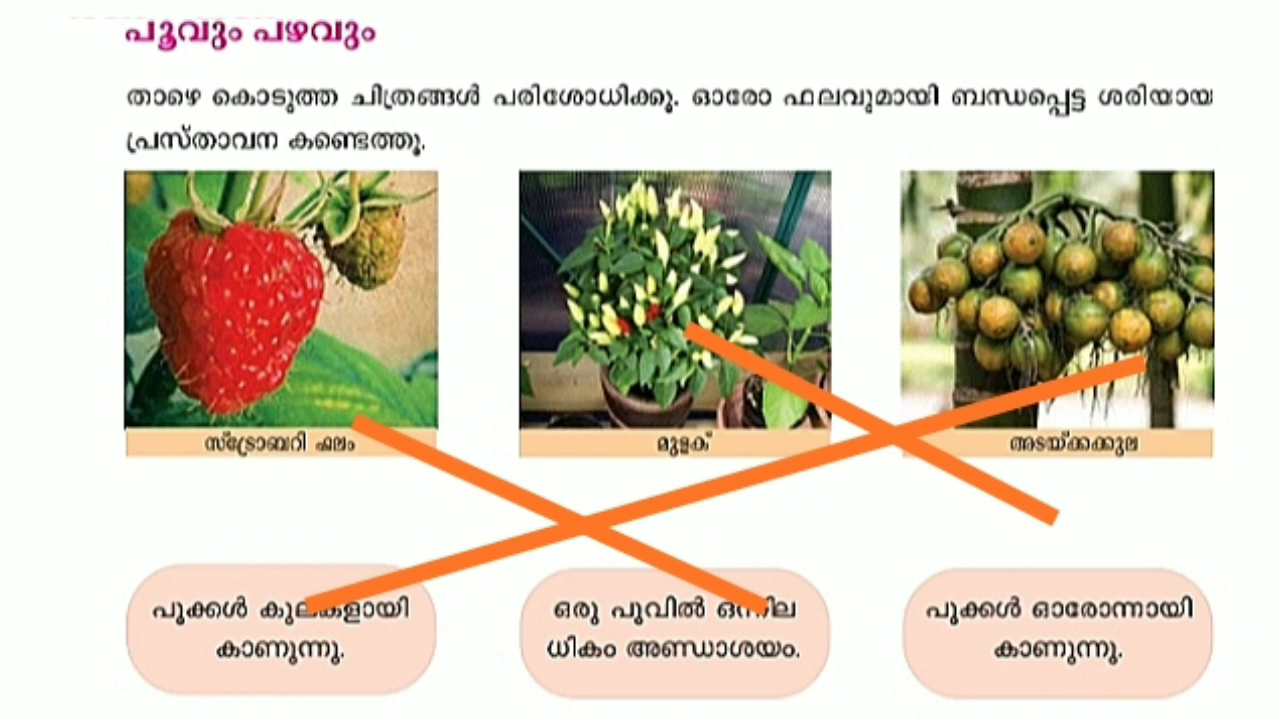 പൂവും പഴവും
താഴെ കൊടുത്ത ചിത്രങ്ങൾ പരിശോധിക്കൂ. ഓരോ ഫലവുമായി ബന്ധപ്പെട്ട ശരിയായ
പ്രസ്താവന കണ്ടെത്തൂ.
സ്ട്രോബറി ഫലം
മുളക്
അടയ്ക്കക്കുല
പൂക്കൾ കുലകളായി
കാണുന്നു.
ഒരു പൂവിൽ ഒന്നില
ധികം അണ്ഡാശയം.
പൂക്കൾ ഓരോന്നായി
കാണുന്നു.